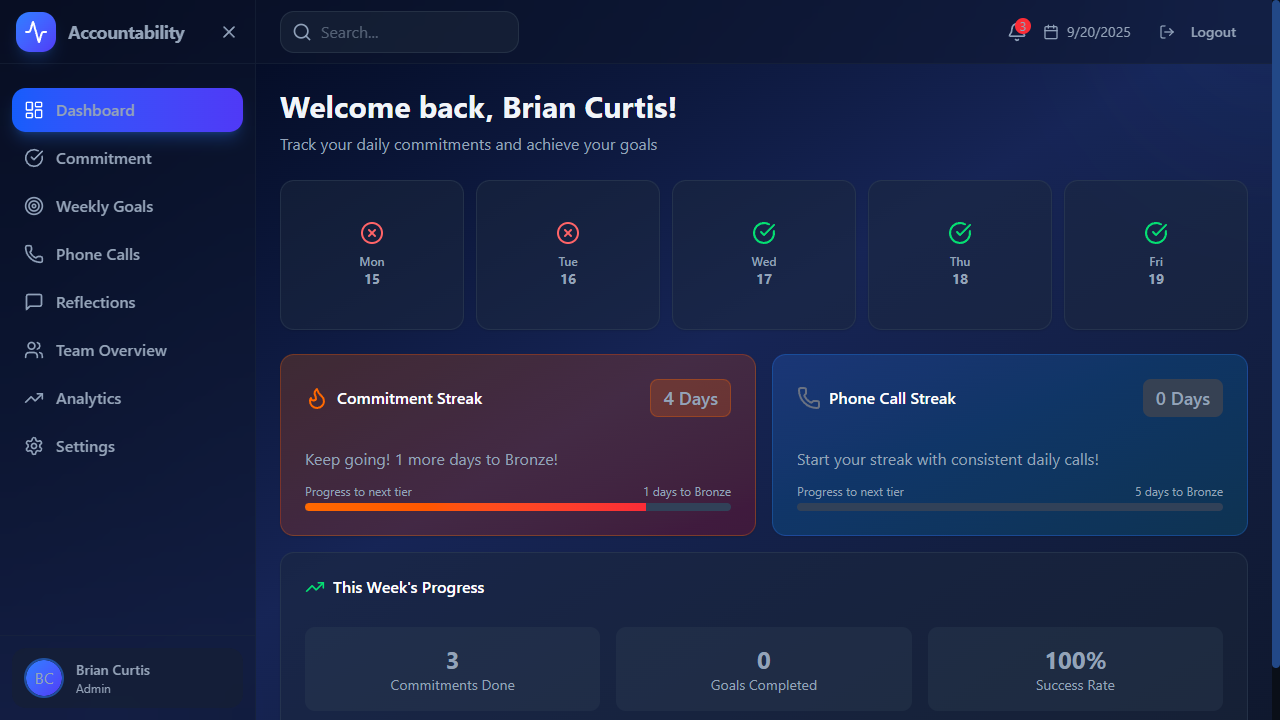 Accountability
Search...
3
9/20/2025
Logout
Dashboard
Commitment
Weekly Goals
Phone Calls
Reflections
Team Overview
Analytics
Settings
BC
Brian Curtis
Admin
Welcome back, Brian Curtis!
Track your daily commitments and achieve your goals
Mon
15
Tue
16
Wed
17
Thu
18
Fri
19
Commitment Streak
4 Days
Keep going! 1 more days to Bronze!
Progress to next tier
1 days to Bronze
Phone Call Streak
0 Days
Start your streak with consistent daily calls!
Progress to next tier
5 days to Bronze
This Week's Progress
3
Commitments Done
0
Goals Completed
100%
Success Rate